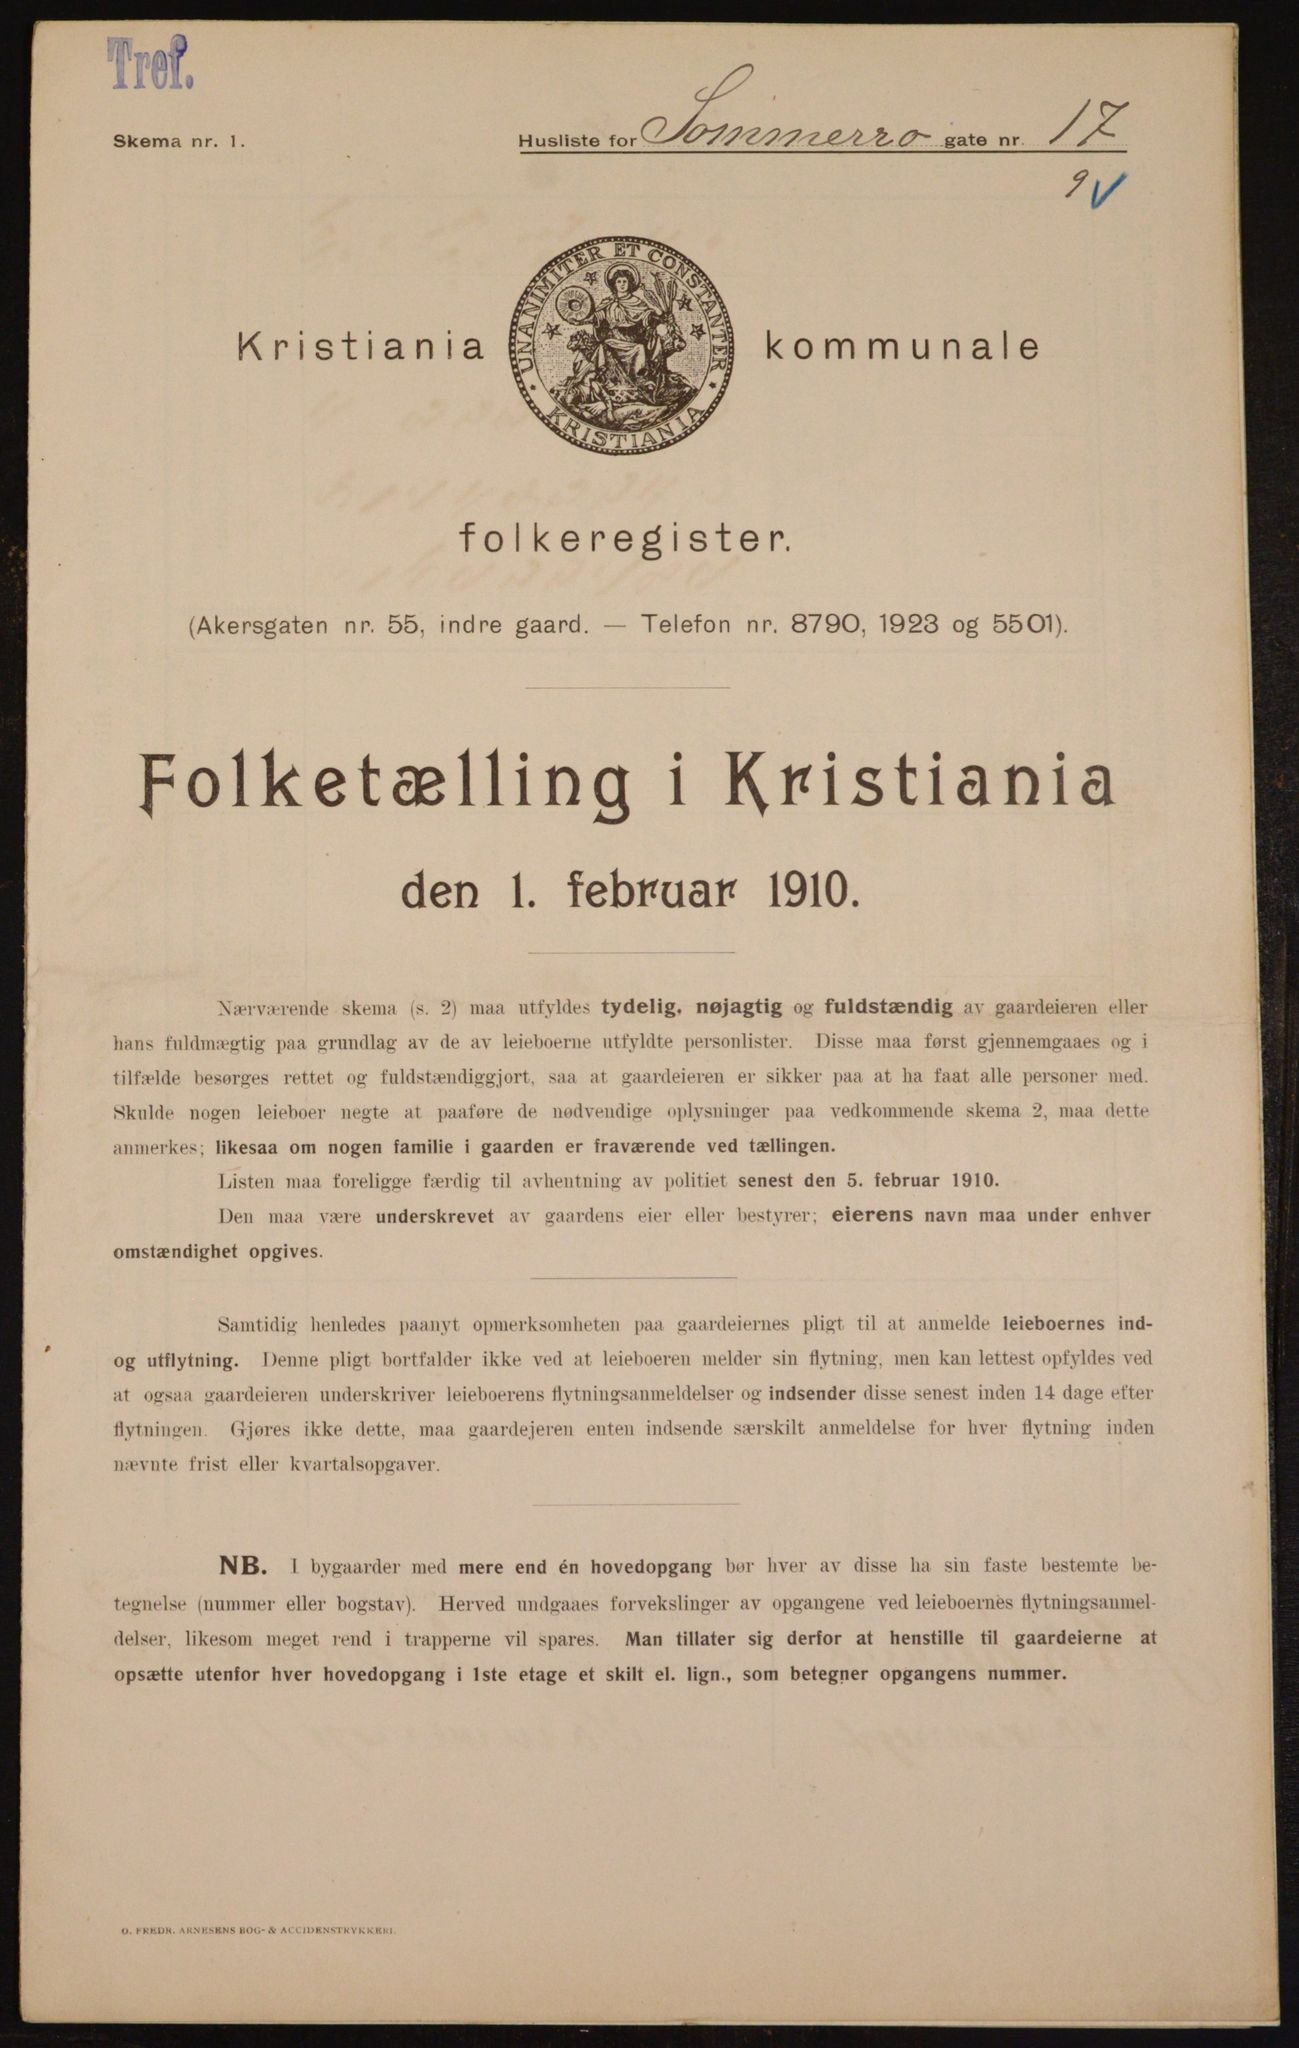 Tref.
Skema nr. 1.
Husliste for Sommerro gate nr. 17
9 V
UNANIMITER ET CONSTANTER
KRISTIANIA
Kristiania kommunale
folkeregister.
(Akersgaten nr. 55, indre gaard. — Telefon nr. 8790, 1923 og 5501).
Folketælling i Kristiania
den 1. februar 1910.
Nærværende skema (s. 2) maa utfyldes tydelig, nøjagtig og fuldstændig av gaardeieren eller
hans fuldmægtig paa grundlag av de av leieboerne utfyldte personlister. Disse maa først gjennemgaaes og i
tilfælde besørges rettet og fuldstændiggjort, saa at gaardeieren er sikker paa at ha faat alle personer med.
Skulde nogen leieboer negte at paaføre de nødvendige oplysninger paa vedkommende skema 2, maa dette
anmerkes; likesaa om nogen familie i gaarden er fraværende ved tællingen.
Listen maa foreligge færdig til avhentning av politiet senest den 5. februar 1910.
Den maa være underskrevet av gaardens eier eller bestyrer; eierens navn maa under enhver
omstændighet opgives.
Samtidig henledes paanyt opmerksomheten paa gaardeiernes pligt til at anmelde leieboernes ind-
og utflytning. Denne pligt bortfalder ikke ved at leieboeren melder sin flytning, men kan lettest opfyldes ved
at ogsaa gaardeieren underskriver leieboerens flytningsanmeldelser og indsender disse senest inden 14 dage efter
flytningen. Gjøres ikke dette, maa gaardejeren enten indsende særskilt anmeldelse for hver flytning inden
nævnte frist eller kvartalsopgaver.
NB. I bygaarder med mere end én hovedopgang bør hver av disse ha sin faste bestemte be-
tegnelse (nummer eller bogstav). Herved undgaaes forvekslinger av opgangene ved leieboernes flytningsanmel-
delser, likesom meget rend i trapperne vil spares. Man tillater sig derfor at henstille til gaardeierne at
opsætte utenfor hver hovedopgang i 1ste etage et skilt el. lign., som betegner opgangens nummer.
O. FREDR. ARNESENS BOG- & ACCIDENSTRYKKERI.